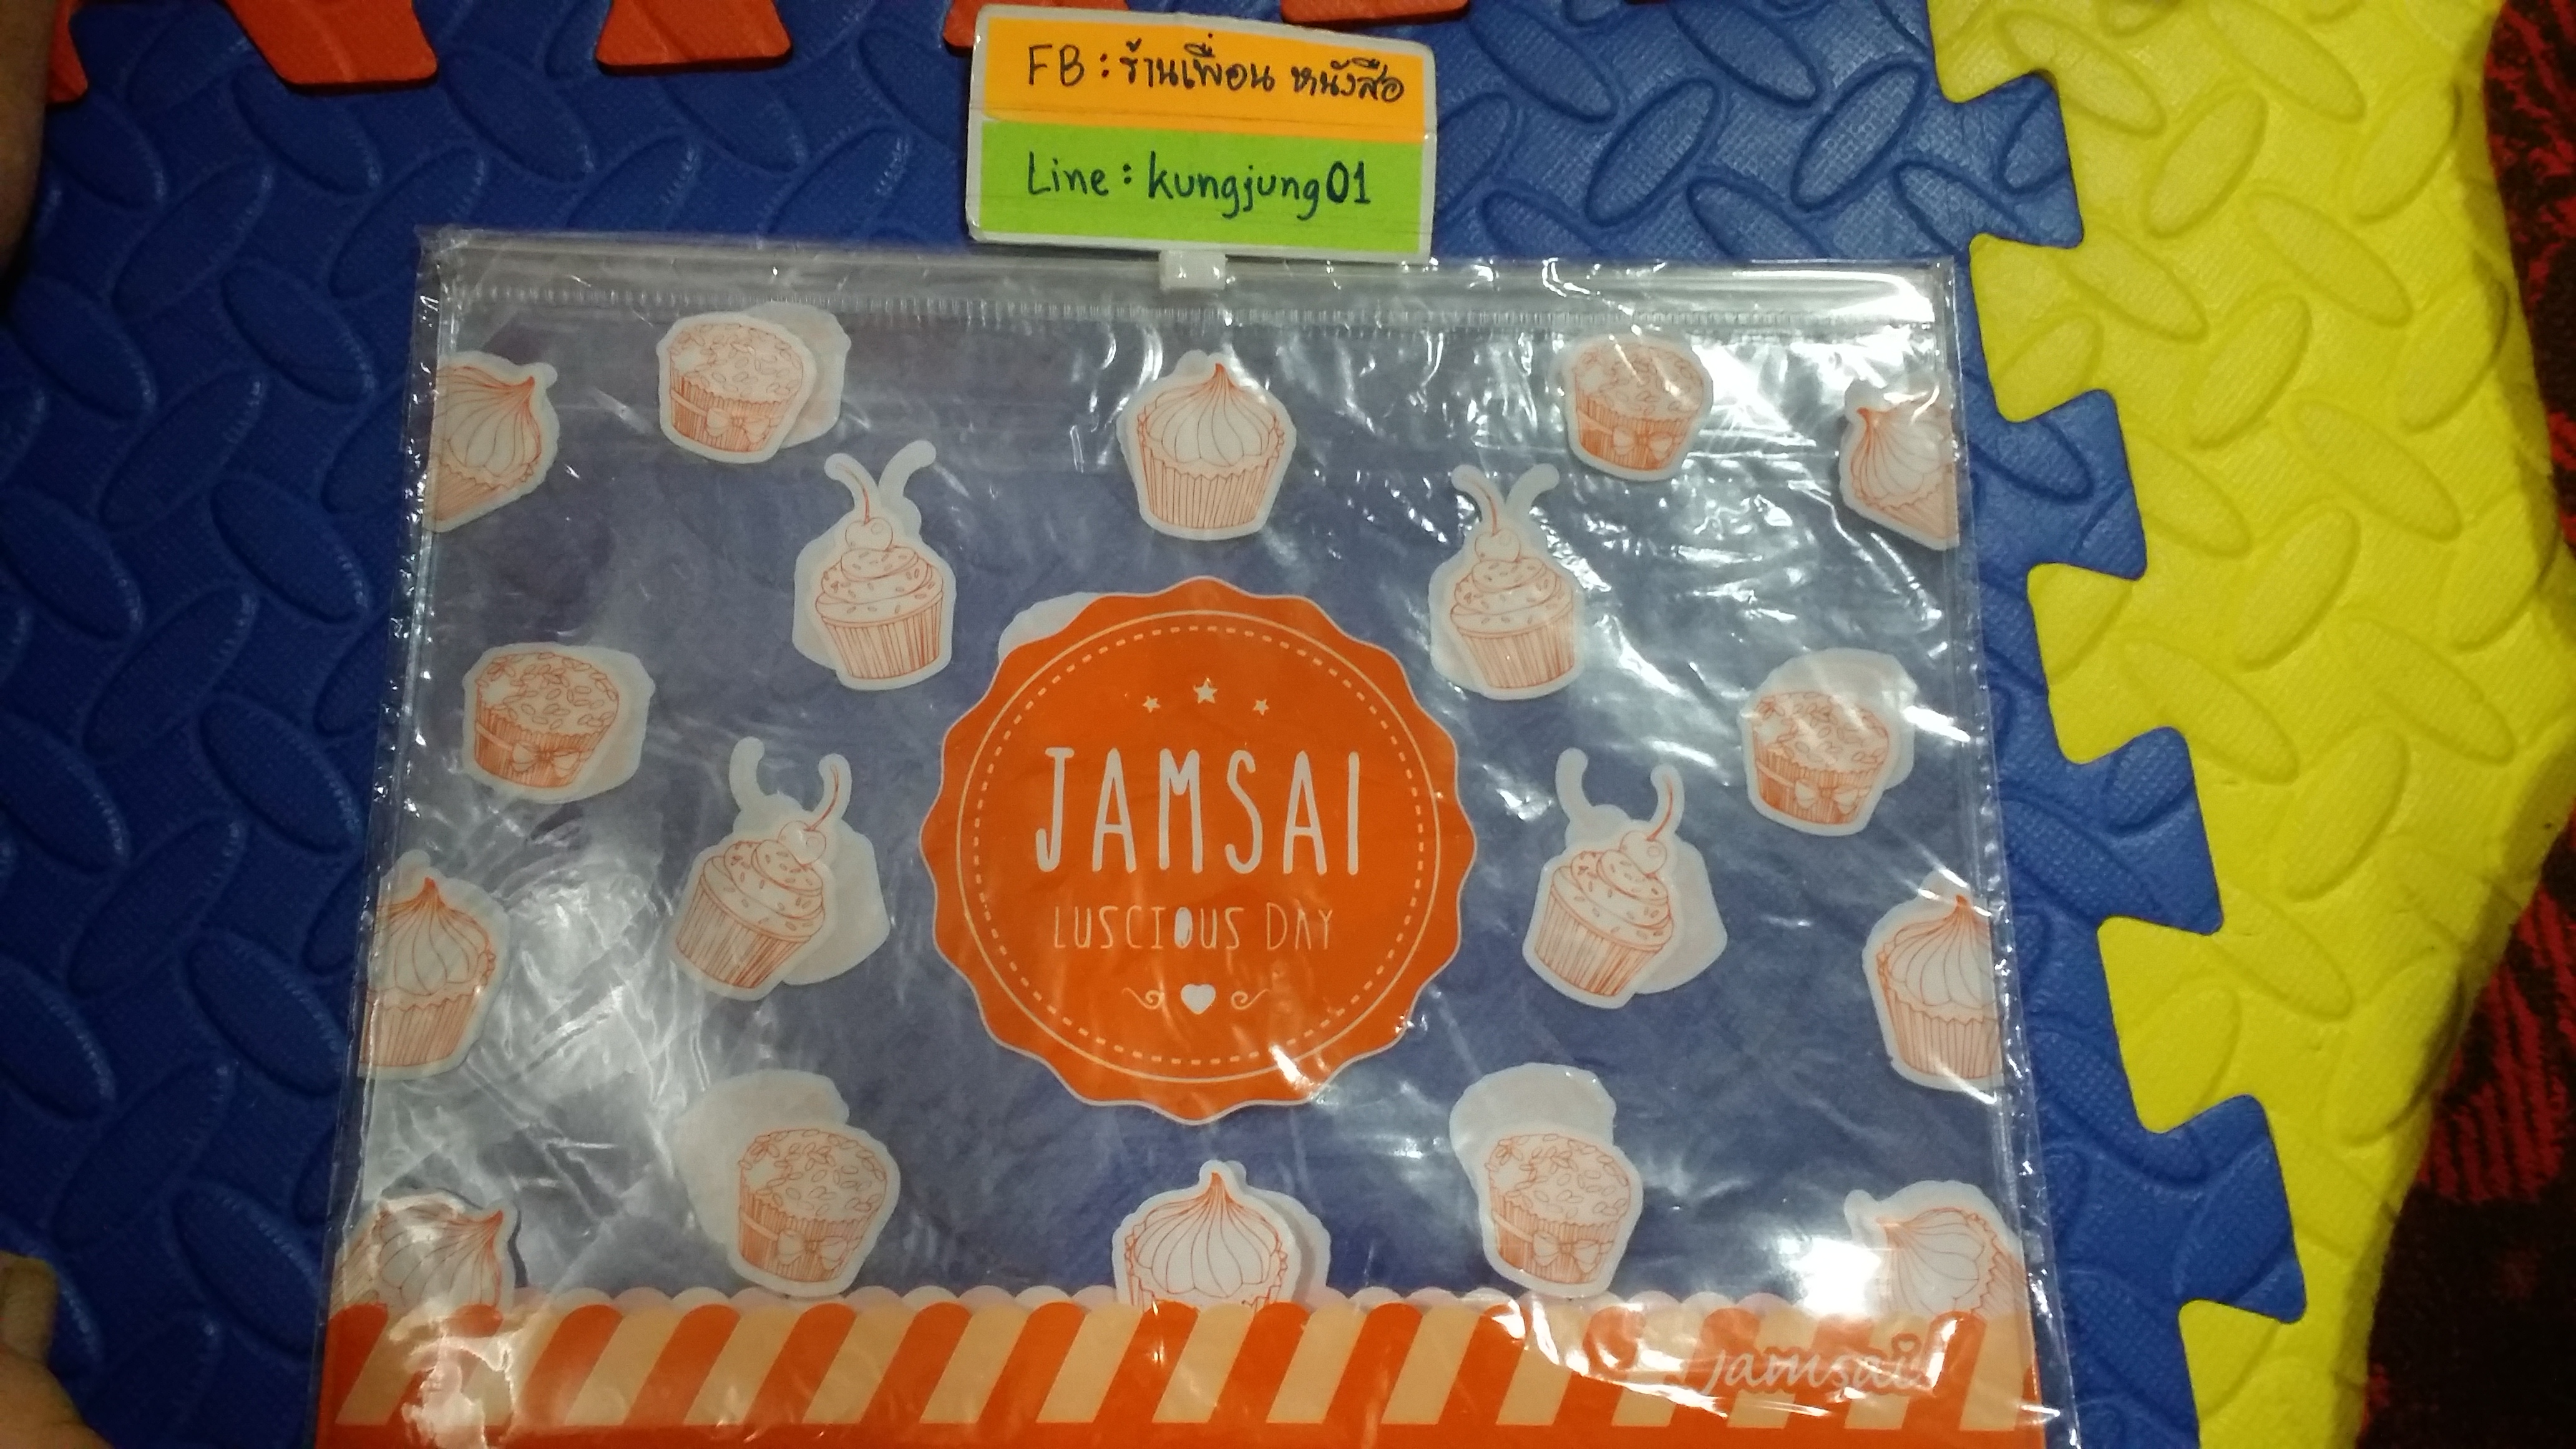 FB : ร้านเพื่อน หนังสือ
Line : kungjung01
JAMSAI
LUSCIOUS DAY
jamsai